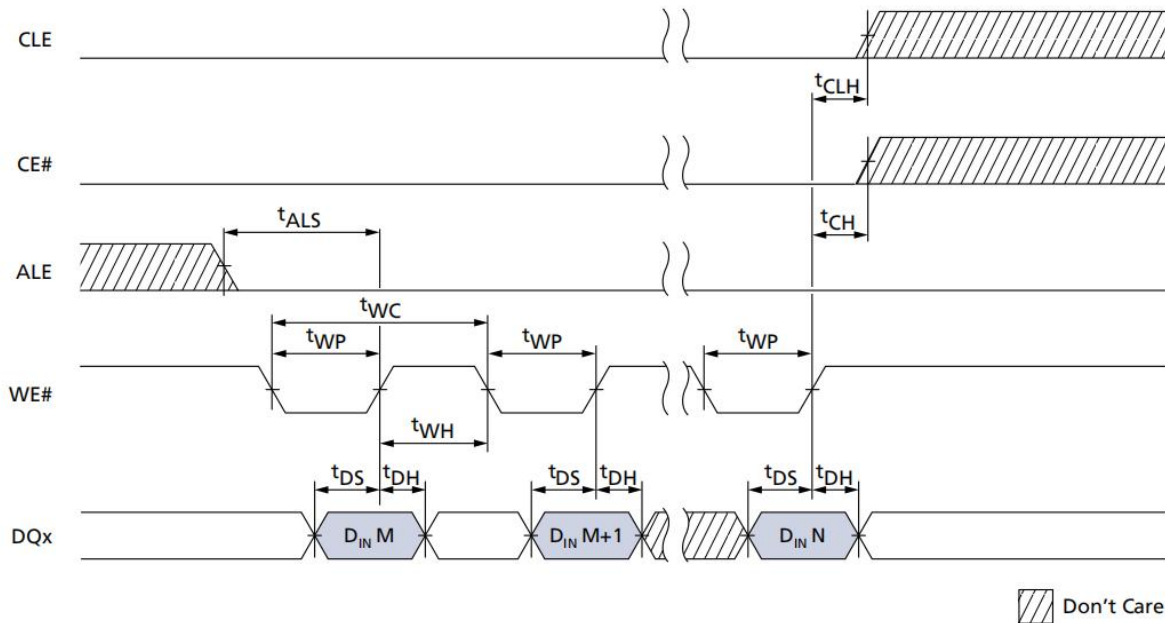 CLE
tCLH
CE#
tCH
tALS
ALE
tWC
tWP tWP tWP
WE#
tWH
tDS tDH tDS tDH tDS tDH
DQx DIN M DIN M+1 DIN N
Don't Care